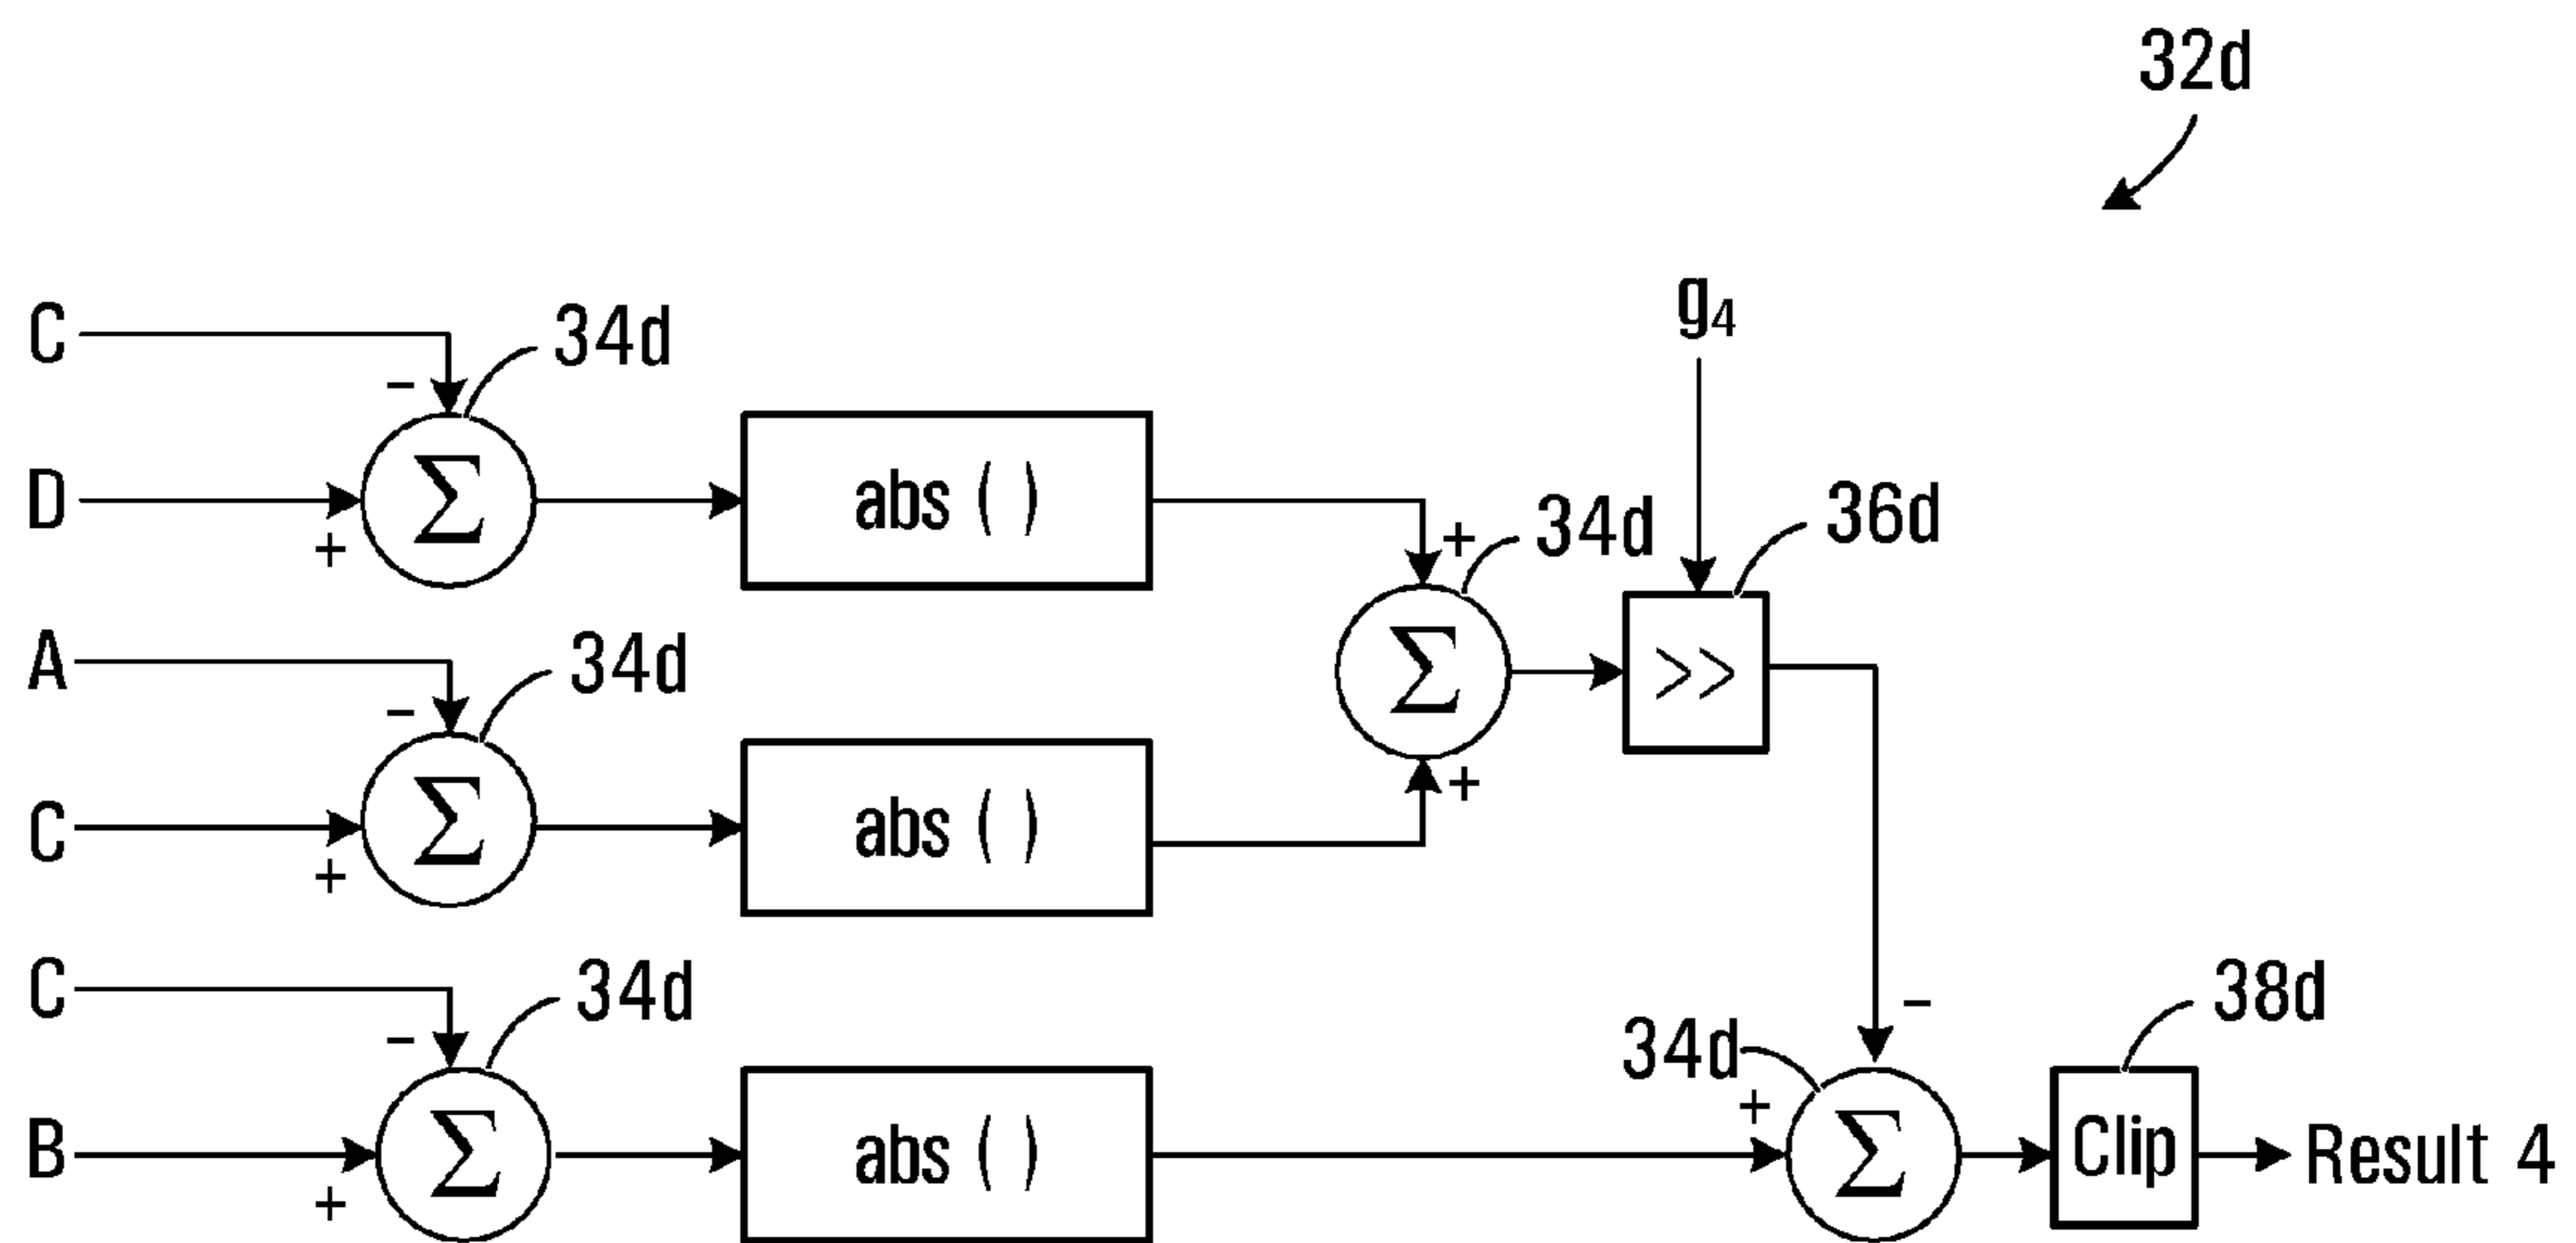 32d
C
34d
g₄
−
D
Σ
abs ( )
+
+
34d
36d
A
34d
Σ
>>
−
C
Σ
abs ( )
+
+
C
34d
−
38d
−
34d
B
Σ
abs ( )
+
Σ
Clip
Result 4
+